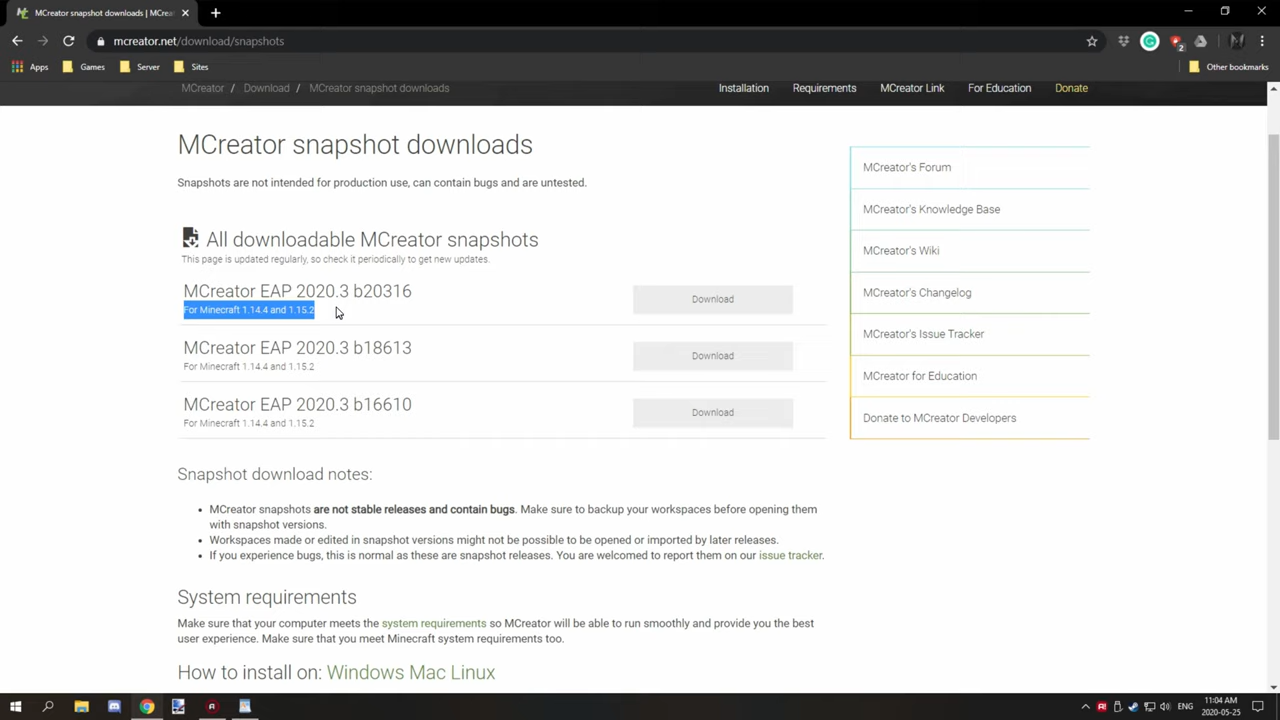 MCreator snapshot downloads | MCrea
mcreator.net/download/snapshots
2
Apps Games Server Sites Other bookmarks
MCreator / Download / MCreator snapshot downloads Installation Requirements MCreator Link For Education Donate
MCreator snapshot downloads
Snapshots are not intended for production use, can contain bugs and are untested.
All downloadable MCreator snapshots
This page is updated regularly, so check it periodically to get new updates.
MCreator EAP 2020.3 b20316
For Minecraft 1.14.4 and 1.15.2
Download
MCreator EAP 2020.3 b18613
For Minecraft 1.14.4 and 1.15.2
Download
MCreator EAP 2020.3 b16610
For Minecraft 1.14.4 and 1.15.2
Download
MCreator's Forum
MCreator's Knowledge Base
MCreator's Wiki
MCreator's Changelog
MCreator's Issue Tracker
MCreator for Education
Donate to MCreator Developers
Snapshot download notes:
• MCreator snapshots are not stable releases and contain bugs. Make sure to backup your workspaces before opening them
with snapshot versions.
• Workspaces made or edited in snapshot versions might not be possible to be opened or imported by later releases.
• If you experience bugs, this is normal as these are snapshot releases. You are welcomed to report them on our issue tracker.
System requirements
Make sure that your computer meets the system requirements so MCreator will be able to run smoothly and provide you the best
user experience. Make sure that you meet Minecraft system requirements too.
How to install on: Windows Mac Linux
ENG
11:04 AM
2020-05-25